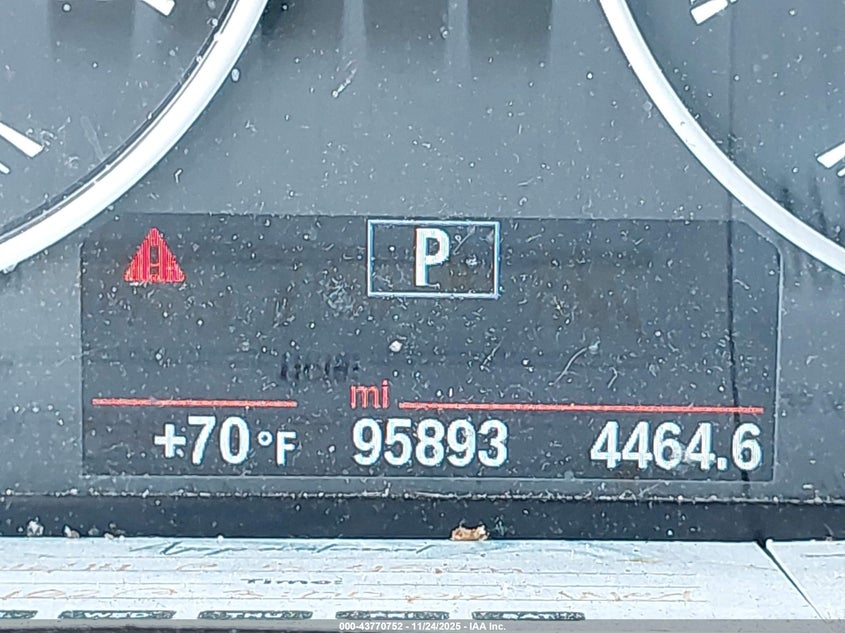 P
mi
+70 °F 95893 4464.6
Time:
000-43770752 - 11/24/2025 - IAA Inc.